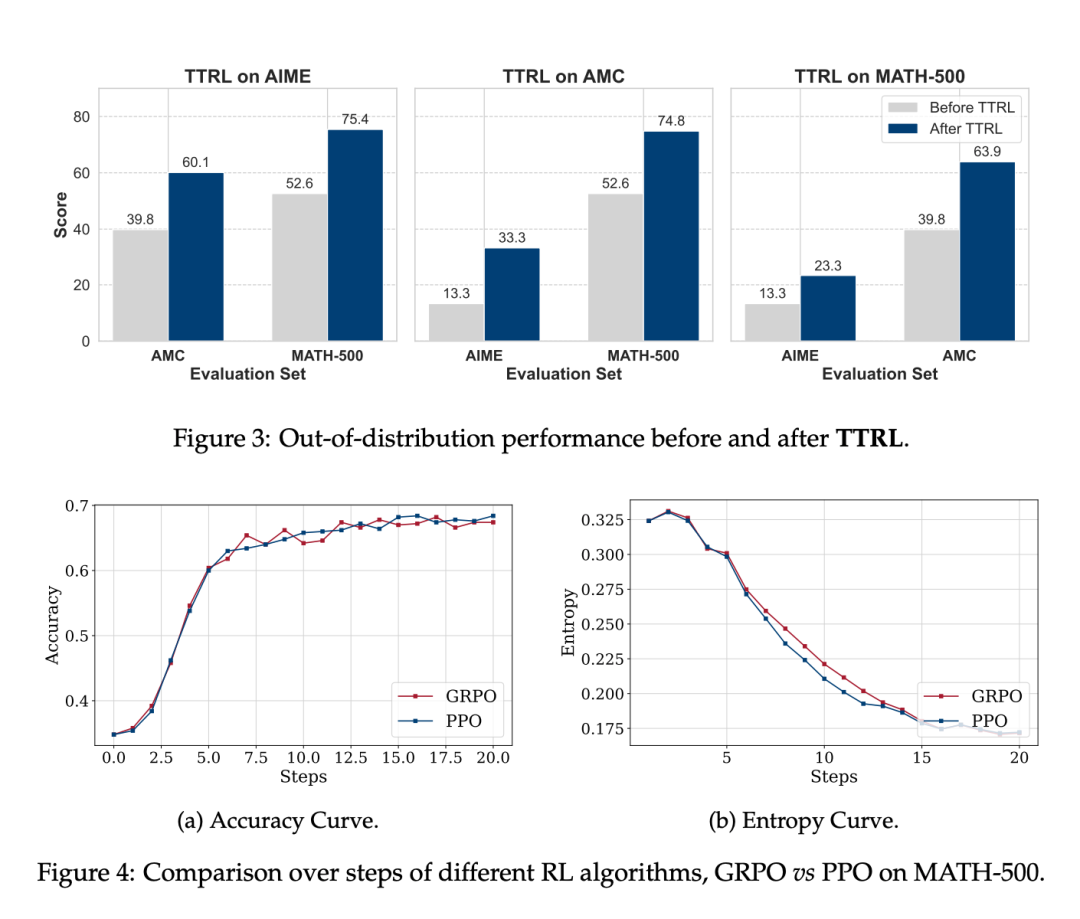 TTRL on AIME
TTRL on AMC
TTRL on MATH-500
Before TTRL
After TTRL
Score
80
60
40
20
0
39.8
60.1
52.6
75.4
AMC
MATH-500
Evaluation Set
13.3
33.3
52.6
74.8
AIME
MATH-500
Evaluation Set
13.3
23.3
39.8
63.9
AIME
AMC
Evaluation Set
Figure 3: Out-of-distribution performance before and after TTRL.
Accuracy
0.7
0.6
0.5
0.4
0.0 2.5 5.0 7.5 10.0 12.5 15.0 17.5 20.0
Steps
GRPO
PPO
(a) Accuracy Curve.
Entropy
0.325
0.300
0.275
0.250
0.225
0.200
0.175
5 10 15 20
Steps
GRPO
PPO
(b) Entropy Curve.
Figure 4: Comparison over steps of different RL algorithms, GRPO vs PPO on MATH-500.